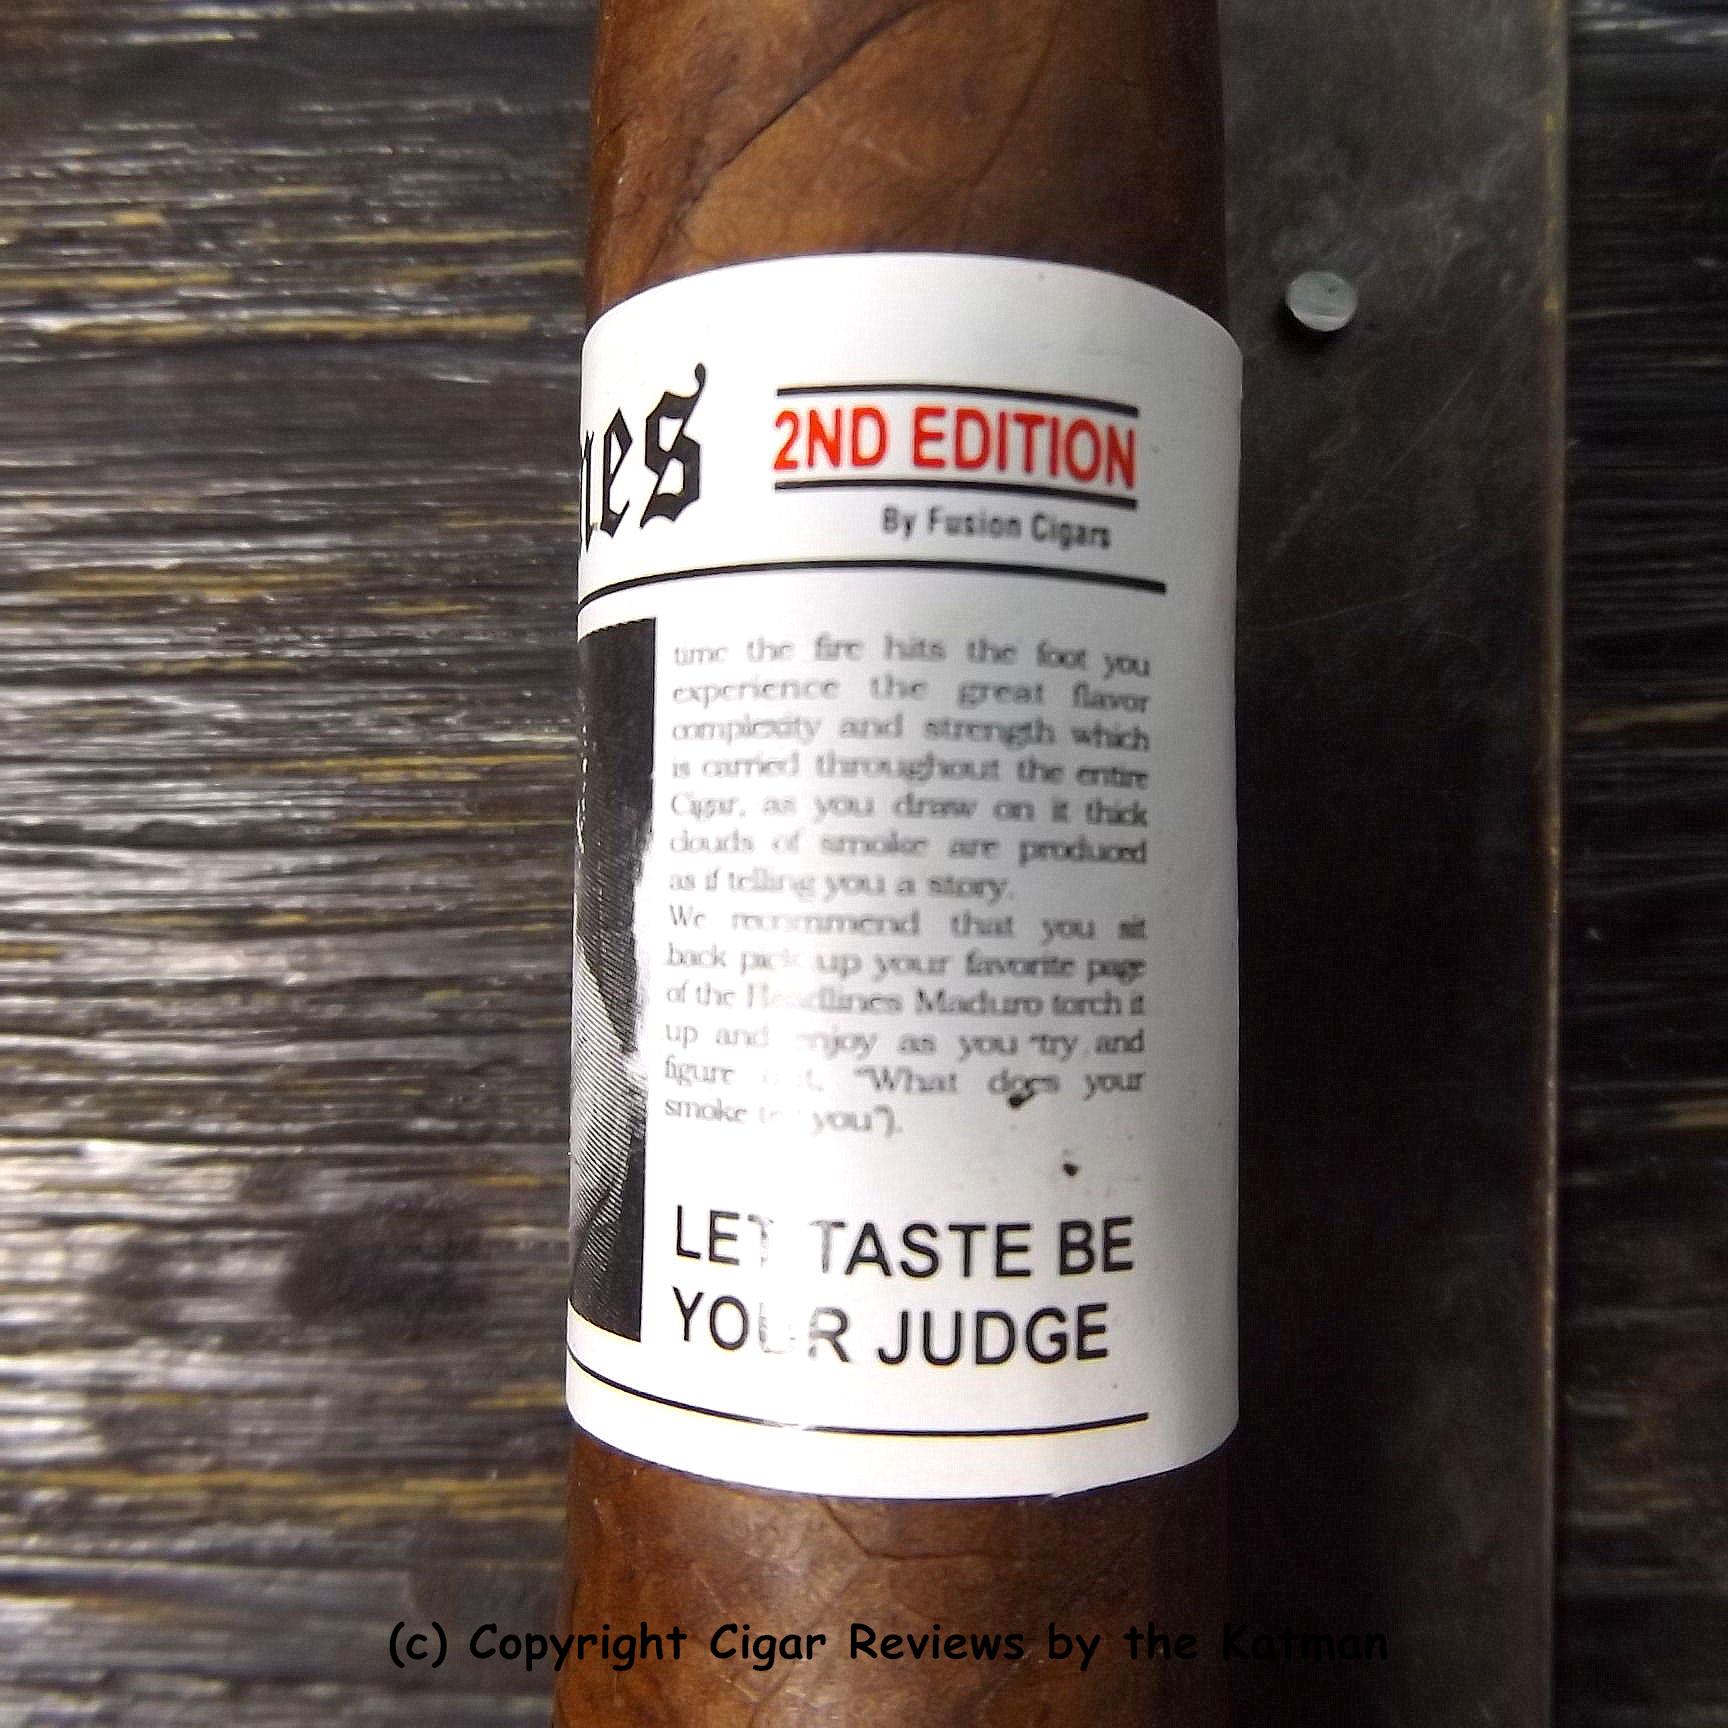 nes
2ND EDITION
By Fusion Cigars
time the fire hits the foot you
experience the great flavor
complexity and strength which
is carried throughout the entire
Cigar, as you draw on it thick
clouds of smoke are produced
as if telling you a story.
We recommend that you sit
back pick up your favorite page
of the Headlines Maduro torch it
up and enjoy as you "try and
figure "What does your
smoke you").
LET TASTE BE
YOUR JUDGE
(c) Copyright Cigar Reviews by the Katman